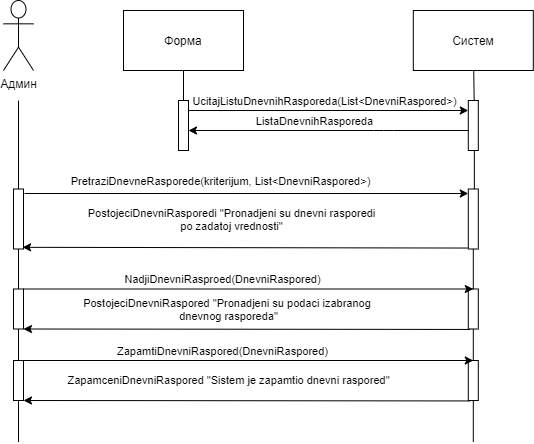 Форма
Систем
Админ
UcitajListuDnevnihRasporeda(List<DnevniRaspored>)
ListaDnevnihRasporeda
PretraziDnevneRasporede(kriterijum, List<DnevniRaspored>)
PostojeciDnevniRasporedi "Pronadjeni su dnevni rasporedi
po zadatoj vrednosti"
NadjiDnevniRasproed(DnevniRaspored)
PostojeciDnevniRaspored "Pronadjeni su podaci izabranog
dnevnog rasporeda"
ZapamtiDnevniRaspored(DnevniRaspored)
ZapamceniDnevniRaspored "Sistem je zapamtio dnevni raspored"